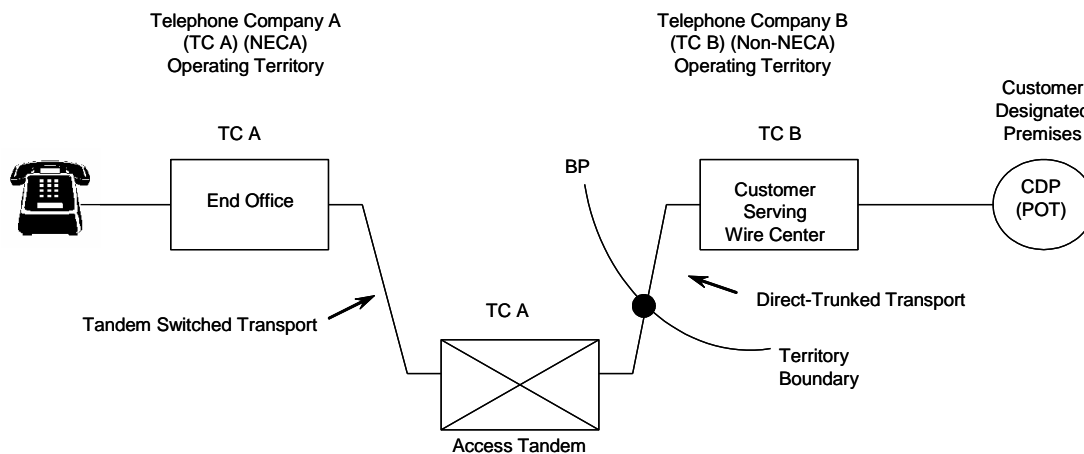 Telephone Company A
(TC A) (NECA)
Operating Territory
Telephone Company B
(TC B) (Non-NECA)
Operating Territory
Customer
Designated
Premises
TC A
TC B
BP
End Office
Customer
Serving
Wire Center
CDP
(POT)
Tandem Switched Transport
TC A
Direct-Trunked Transport
Territory
Boundary
Access Tandem